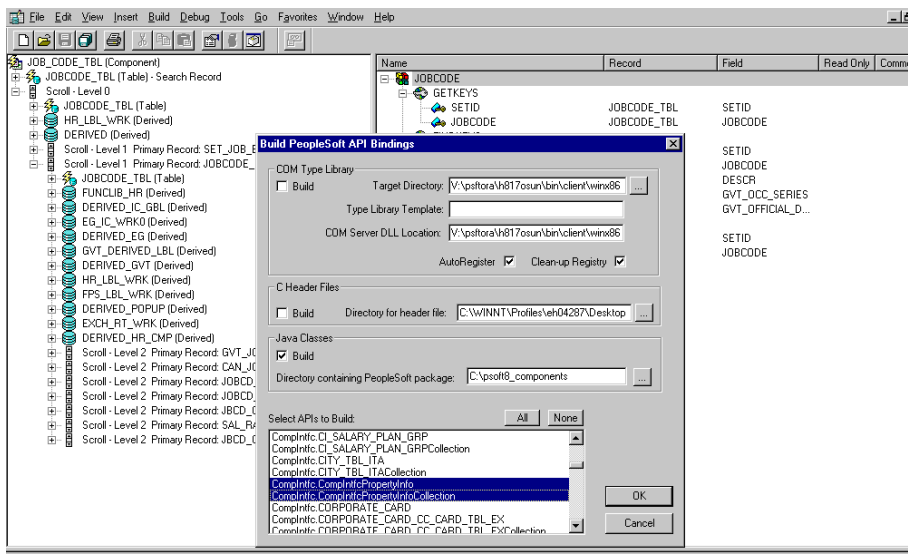 File Edit View Insert Build Debug Tools Go Favorites Window Help
JOB_CODE_TBL (Component)
JOBCODE_TBL (Table) - Search Record
Scroll - Level 0
JOBCODE_TBL (Table)
HR_LBL_WRK (Derived)
DERIVED (Derived)
Scroll - Level 1 Primary Record: SET_JOB_E
Scroll - Level 1 Primary Record: JOBCODE_
JOBCODE_TBL (Table)
FUNCLIB_HR (Derived)
DERIVED_IC_GBL (Derived)
EG_IC_WRK0 (Derived)
DERIVED_EG (Derived)
GVT_DERIVED_LBL (Derived)
DERIVED_GVT (Derived)
HR_LBL_WRK (Derived)
FPS_LBL_WRK (Derived)
DERIVED_POPUP (Derived)
EXCH_RT_WRK (Derived)
DERIVED_HR_CMP (Derived)
Scroll - Level 2 Primary Record: GVT_JO
Scroll - Level 2 Primary Record: CAN_JO
Scroll - Level 2 Primary Record: JOBCD_
Scroll - Level 2 Primary Record: JOBCD_
Scroll - Level 2 Primary Record: JBCD_
Scroll - Level 2 Primary Record: SAL_RA
Scroll - Level 2 Primary Record: JBCD_
Name Record Field Read Only Comme
JOBCODE
GETKEYS
SETID JOBCODE_TBL SETID
JOBCODE JOBCODE_TBL JOBCODE
SETID
JOBCODE
DESCR
GVT_OCC_SERIES
GVT_OFFICIAL_D...
SETID
JOBCODE
Build PeopleSoft API Bindings
COM Type Library
Build Target Directory: V:\psftora\h817osun\bin\client\winx86 ...
Type Library Template:
COM Server DLL Location: V:\psftora\h817osun\bin\client\winx86
AutoRegister Clean-up Registry
C Header Files
Build Directory for header file: C:\WINNT\Profiles\eh04287\Desktop ...
Java Classes
Build
Directory containing PeopleSoft package: C:\psoft8_components ...
Select APIs to Build: All None
CompIntfc.CI_SALARY_PLAN_GRP
CompIntfc.CI_SALARY_PLAN_GRPCollection
CompIntfc.CITY_TBL_ITA
CompIntfc.CITY_TBL_ITACollection
CompIntfc.CompIntfcPropertyInfo
CompIntfc.CompIntfcPropertyInfoCollection
CompIntfc.CORPORATE_CARD
CompIntfc.CORPORATE_CARD_CC_CARD_TBL_EX
CompIntfc.CORPORATE_CARD_CC_CARD_TBL_EXCollection
OK
Cancel